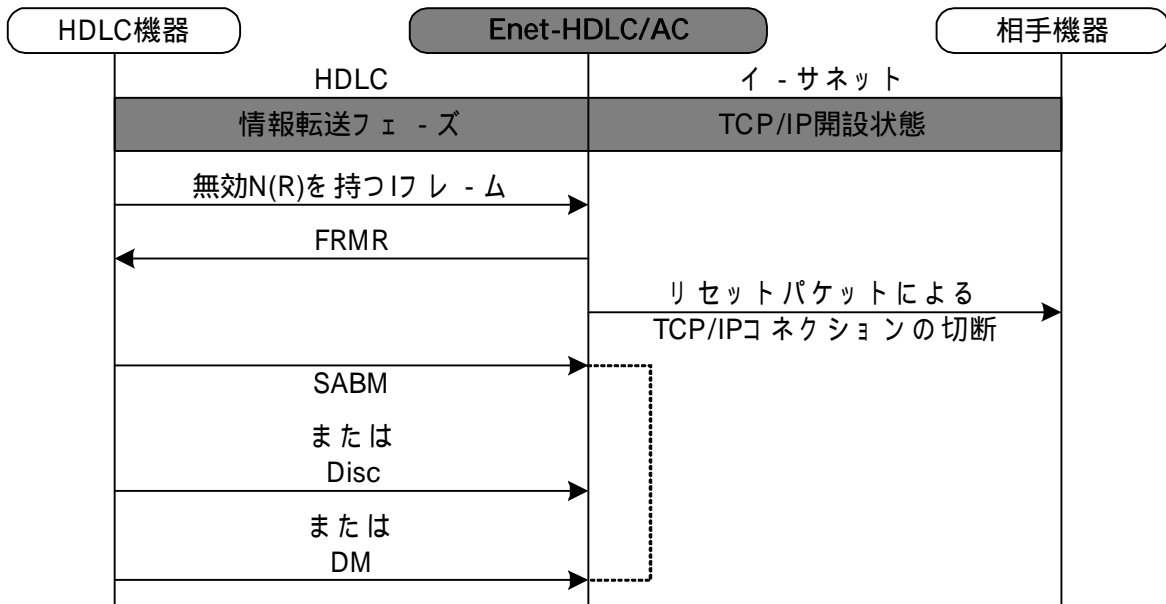 HDLC機器
Enet-HDLC/AC
相手機器
HDLC
イ-サネット
情報転送フェ-ズ
TCP/IP開設状態
無効N(R)を持つIフレ-ム
FRMR
リセットパケットによる
TCP/IPコネクションの切断
SABM
または
Disc
または
DM